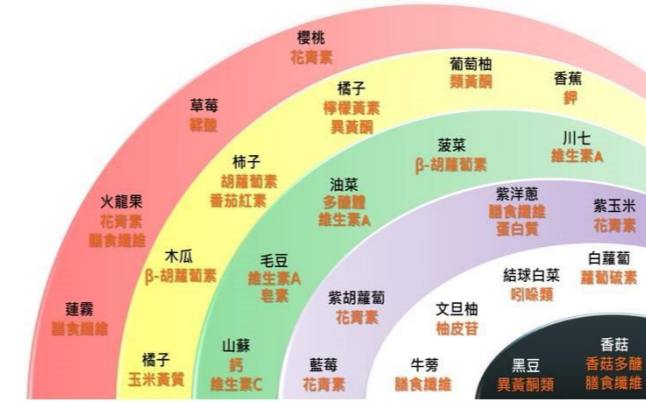 櫻桃
花青素
草莓
鞣酸
火龍果
花青素
膳食纖維
蓮霧
膳食纖維
葡萄柚
類黃酮
香蕉
鉀
橘子
檸檬黃素
異黃酮
柿子
胡蘿蔔素
番茄紅素
木瓜
β-胡蘿蔔素
橘子
玉米黃質
川七
維生素A
菠菜
β-胡蘿蔔素
油菜
多醣體
維生素A
毛豆
維生素A
皂素
山蘇
鈣
維生素C
紫洋蔥
膳食纖維
蛋白質
紫玉米
花青素
紫胡蘿蔔
花青素
藍莓
花青素
白蘿蔔
蘿蔔硫素
結球白菜
吲哚類
文旦柚
柚皮苷
牛蒡
膳食纖維
香菇
香菇多醣
膳食纖維
黑豆
異黃酮類